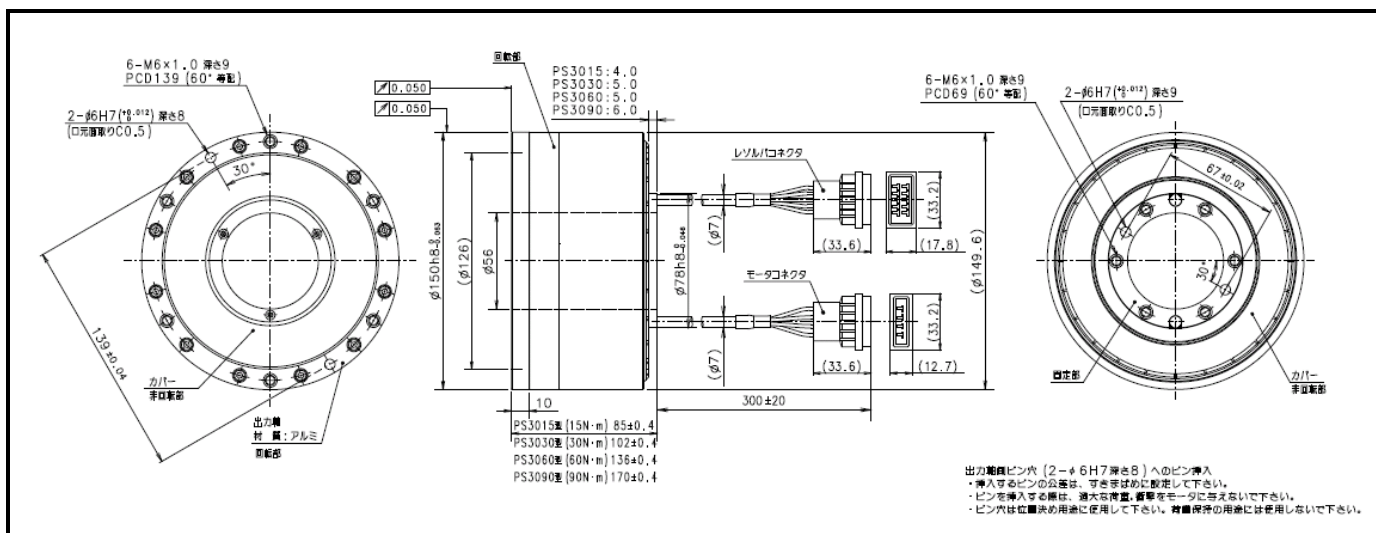 6-M6×1.0 深さ9
PCD139 (60° 等配)
2-φ6H7(+0.012 0) 深さ8
(口元面取りC0.5)
30°
139±0.04
カバー
非回転部
出力軸
材 質:アルミ
回転部
0.050
0.050
回転部
PS3015:4.0
PS3030:5.0
PS3060:5.0
PS3090:6.0
φ150h8-0.063
(φ126)
φ56
φ78h8-0.046
(φ7)
(φ7)
レゾルバコネクタ
(33.6)
(33.2)
(17.8)
モータコネクタ
(33.6)
(33.2)
(12.7)
(φ149.6)
10
300±20
PS3015型(15N·m) 85±0.4
PS3030型(30N·m)102±0.4
PS3060型(60N·m)136±0.4
PS3090型(90N·m)170±0.4
6-M6×1.0 深さ9
PCD69 (60° 等配)
2-φ6H7(+0.012 0) 深さ9
(口元面取りC0.5)
67±0.02
30°
固定部
カバー
非回転部
出力軸側ピン穴 (2-φ6H7深さ8) へのピン挿入
・挿入するピンの公差は、すきまばめに設定して下さい。
・ピンを挿入する際は、過大な荷重,衝撃をモータに与えないで下さい。
・ピン穴は位置決め用途に使用して下さい。荷重保持の用途には使用しないで下さい。